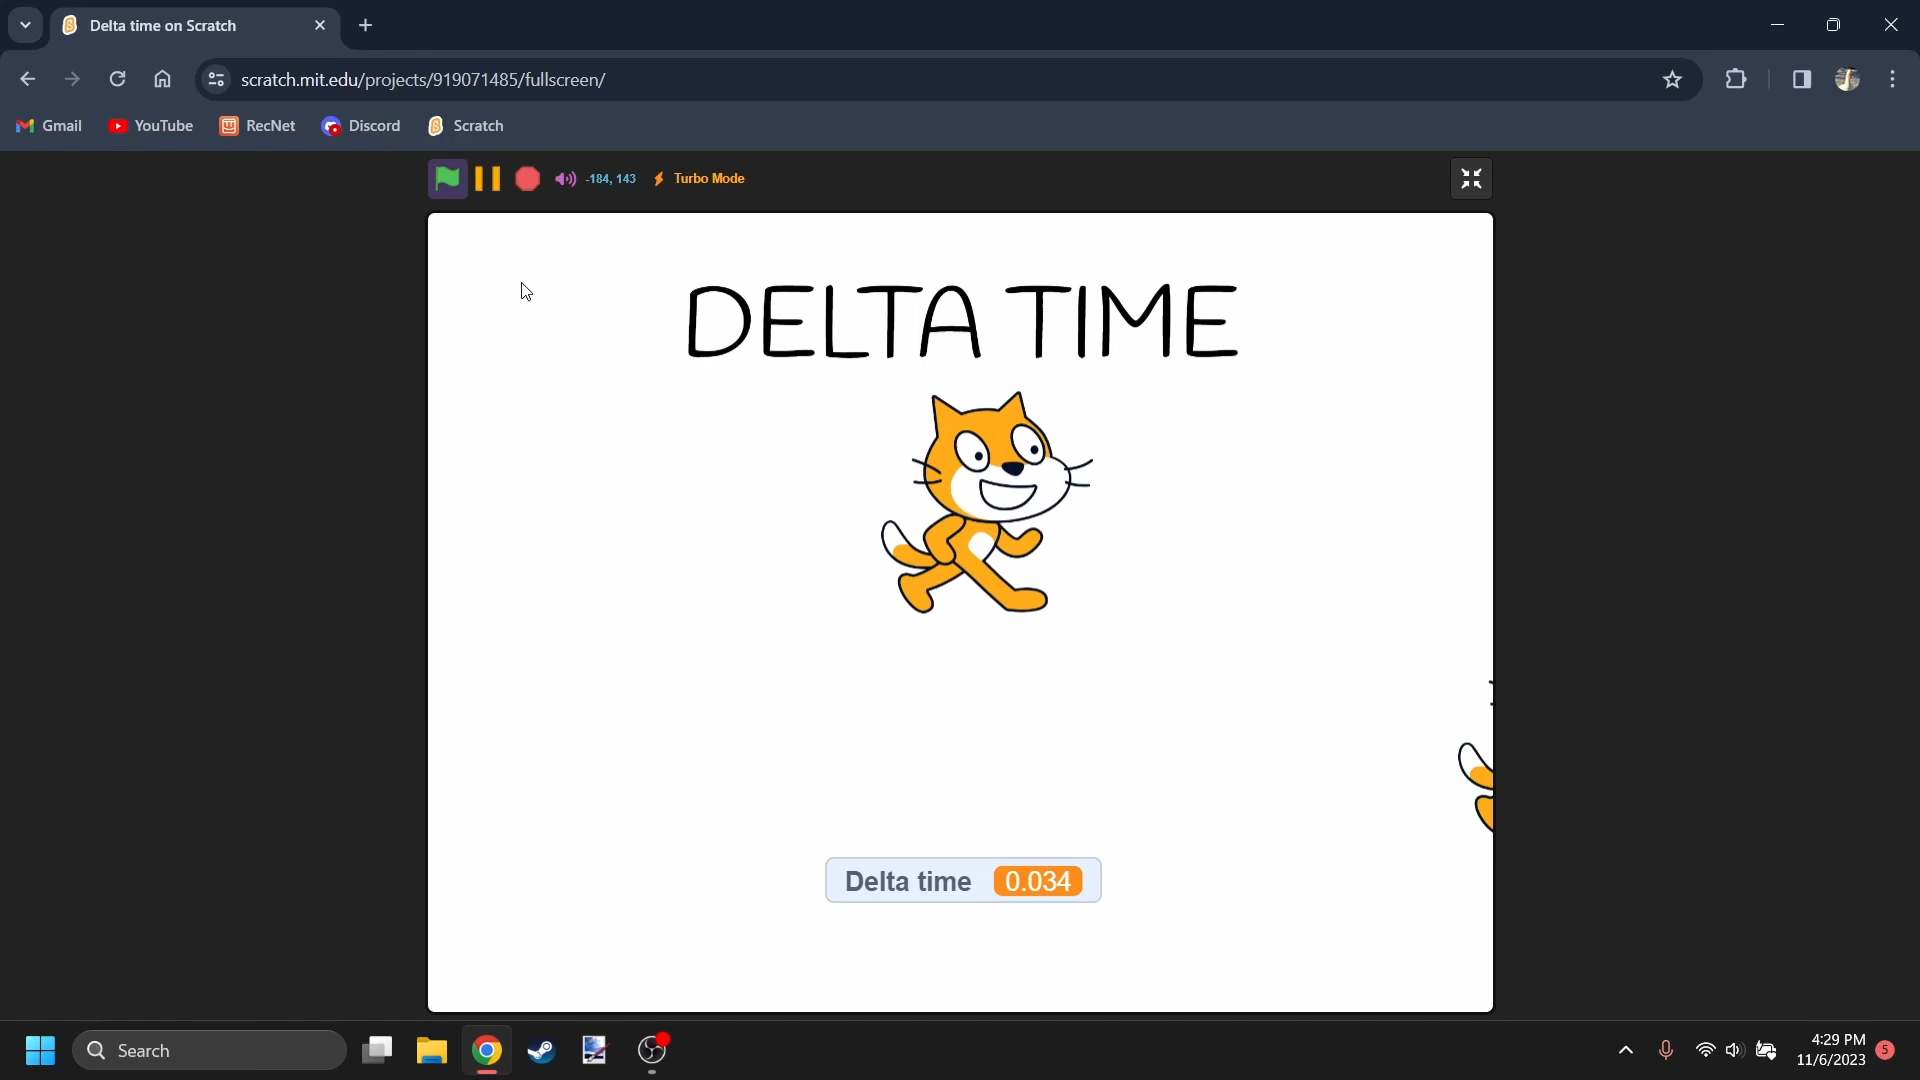 Delta time on Scratch
scratch.mit.edu/projects/919071485/fullscreen/
Gmail
YouTube
RecNet
Discord
Scratch
-184, 143
Turbo Mode
DELTA TIME
Delta time 0.034
Search
4:29 PM
11/6/2023
5